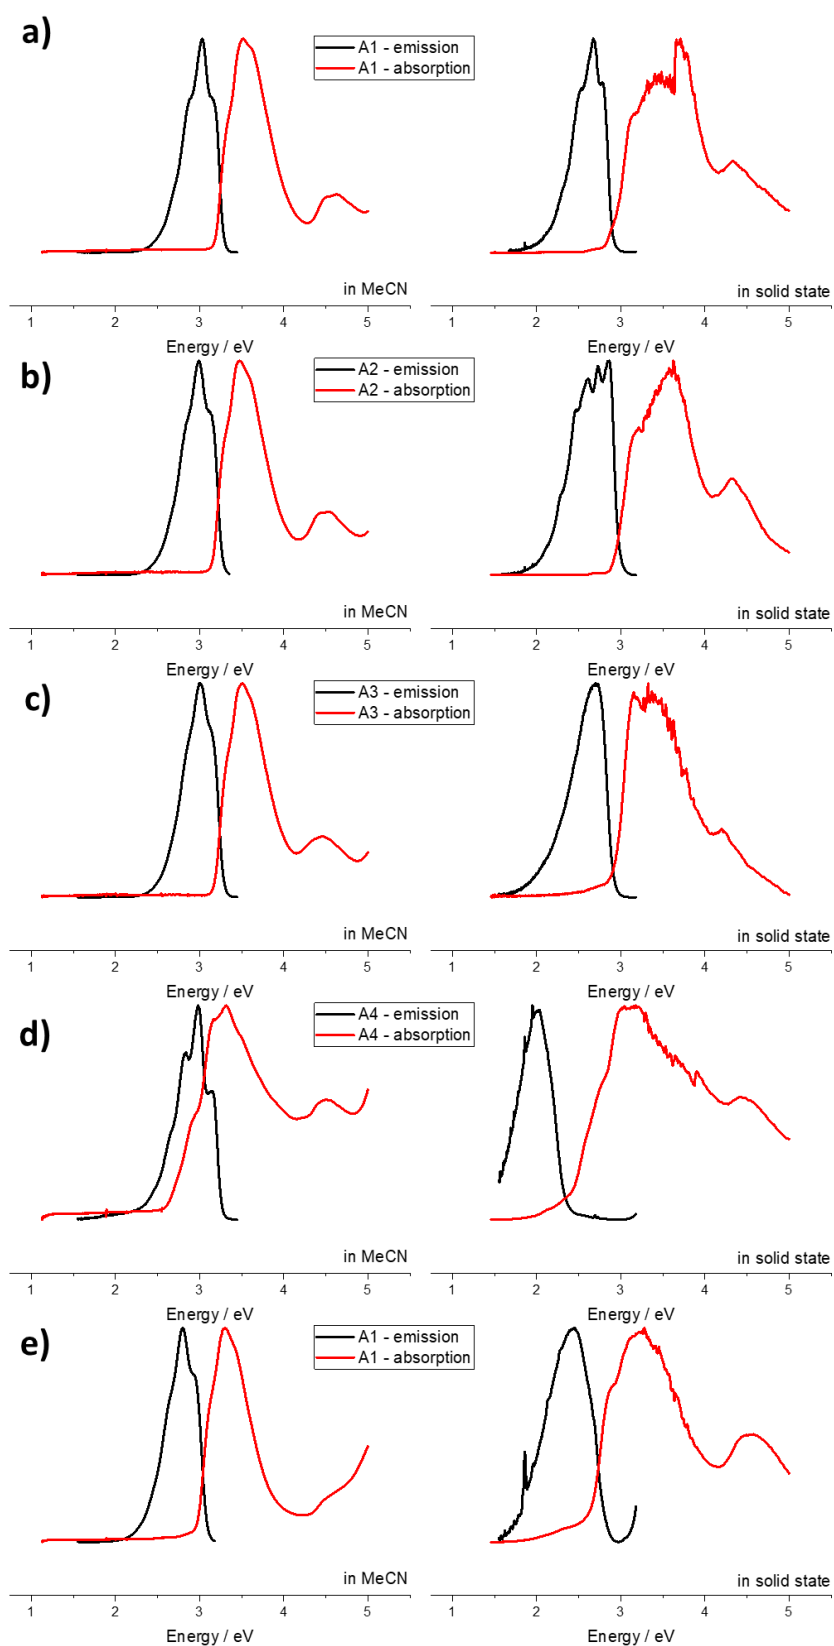 a)
A1 - emission
A1 - absorption
in MeCN
in solid state
1 2 3 4 5 1 2 3 4 5
Energy / eV Energy / eV
b)
A2 - emission
A2 - absorption
in MeCN
in solid state
1 2 3 4 5 1 2 3 4 5
Energy / eV Energy / eV
c)
A3 - emission
A3 - absorption
in MeCN
in solid state
1 2 3 4 5 1 2 3 4 5
Energy / eV Energy / eV
d)
A4 - emission
A4 - absorption
in MeCN
in solid state
1 2 3 4 5 1 2 3 4 5
Energy / eV Energy / eV
e)
A1 - emission
A1 - absorption
in MeCN
in solid state
1 2 3 4 5 1 2 3 4 5
Energy / eV Energy / eV